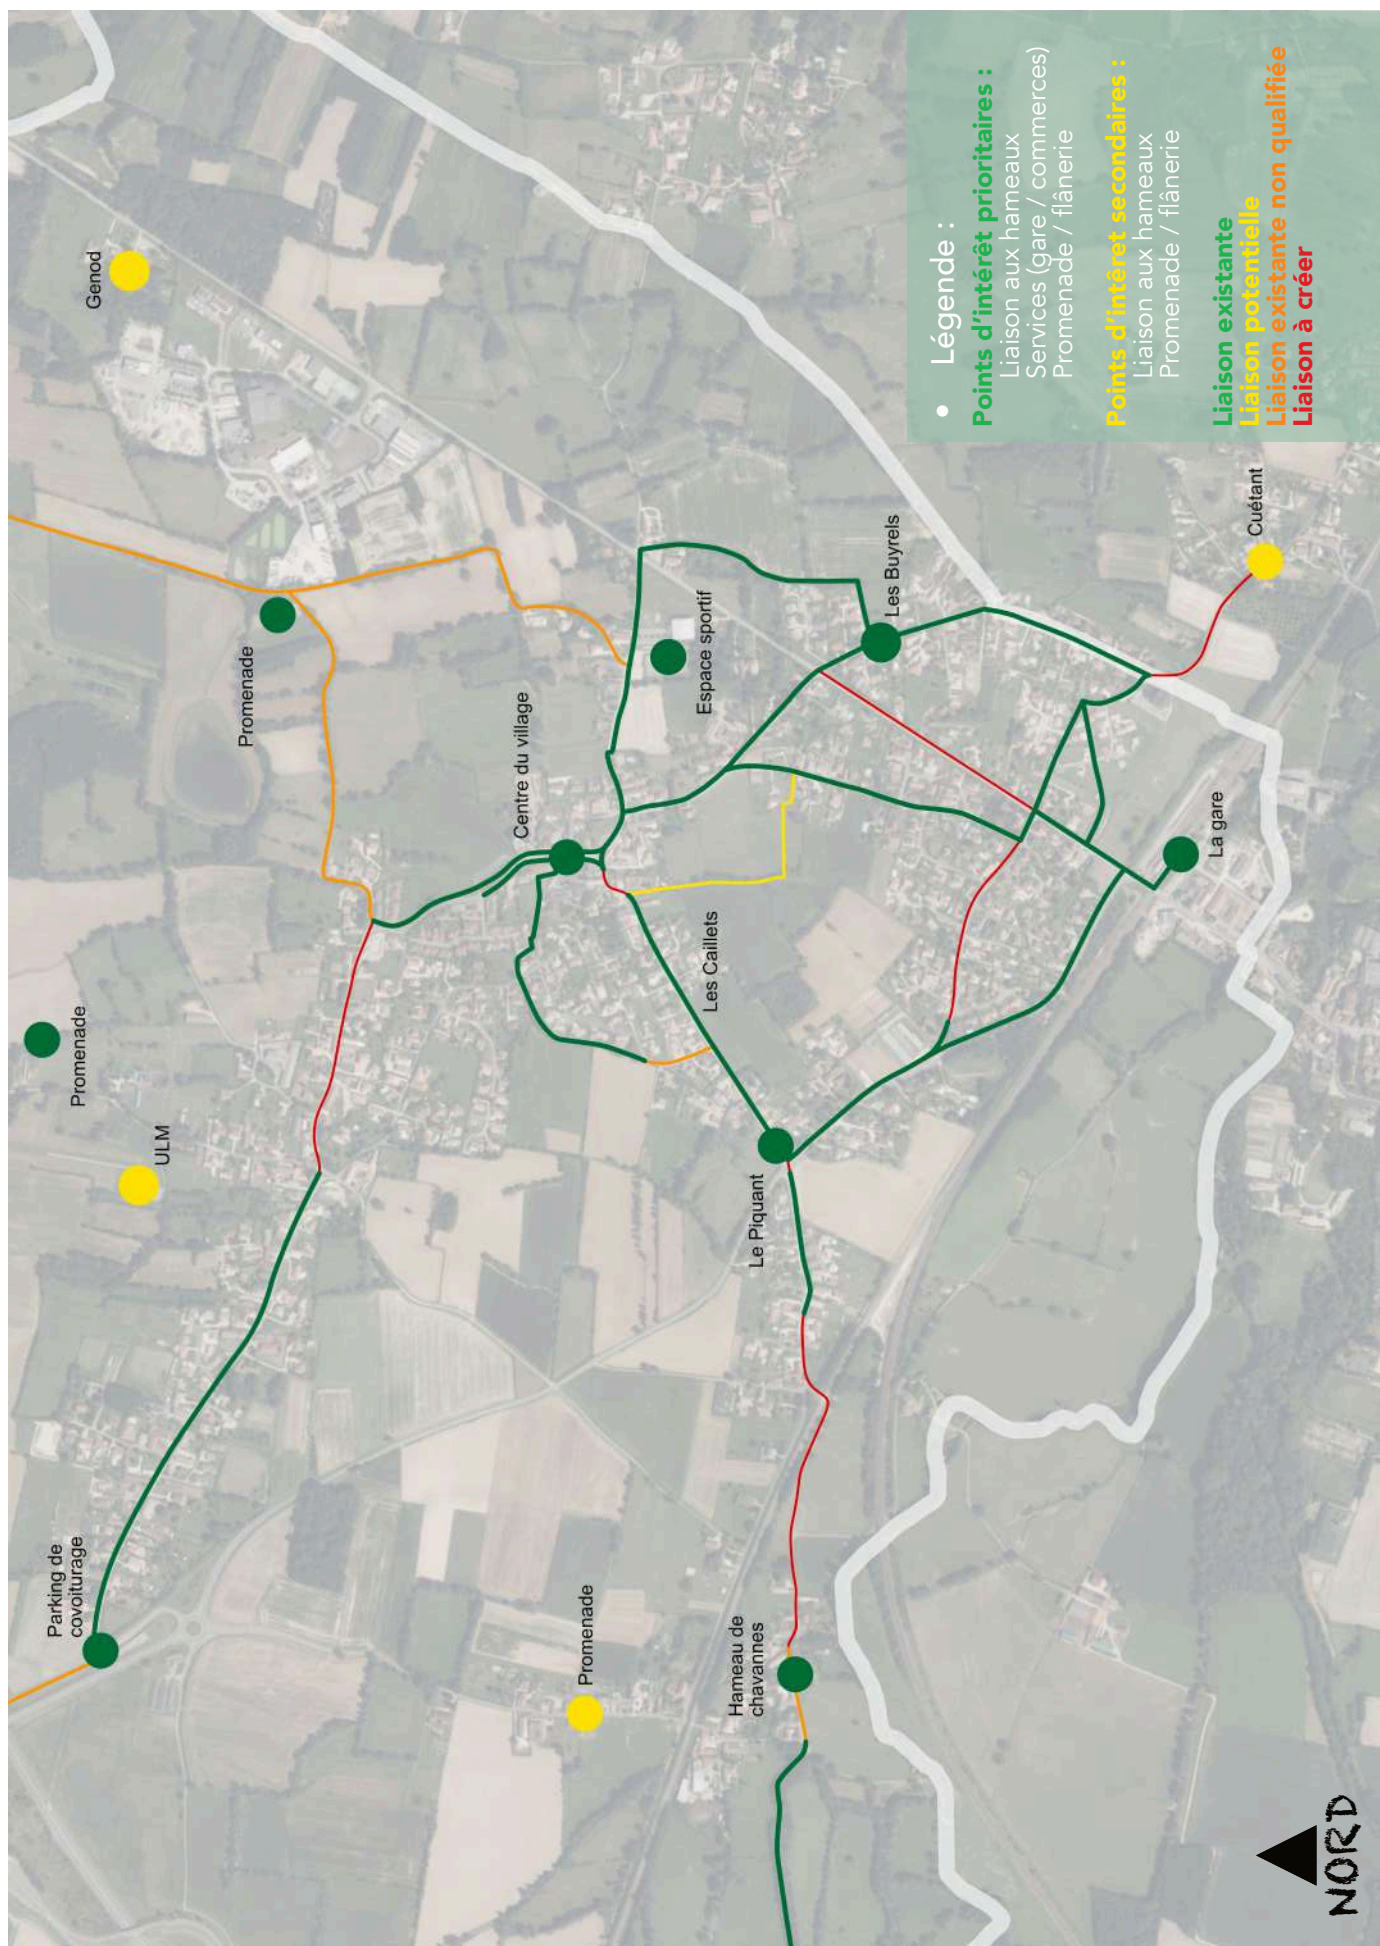 Genod
Promenade
Promenade
ULM
Parking de
covoiturage
Centre du village
Espace sportif
Les Buyrels
Les Caillets
Le Piquant
Promenade
Hameau de
chavannes
La gare
Cuétant
• Légende :
Points d'intérêt prioritaires :
Liaison aux hameaux
Services (gare / commerces)
Promenade / flânerie
Points d'intêret secondaires :
Liaison aux hameaux
Promenade / flânerie
Liaison existante
Liaison potentielle
Liaison existante non qualifiée
Liaison à créer
NORD